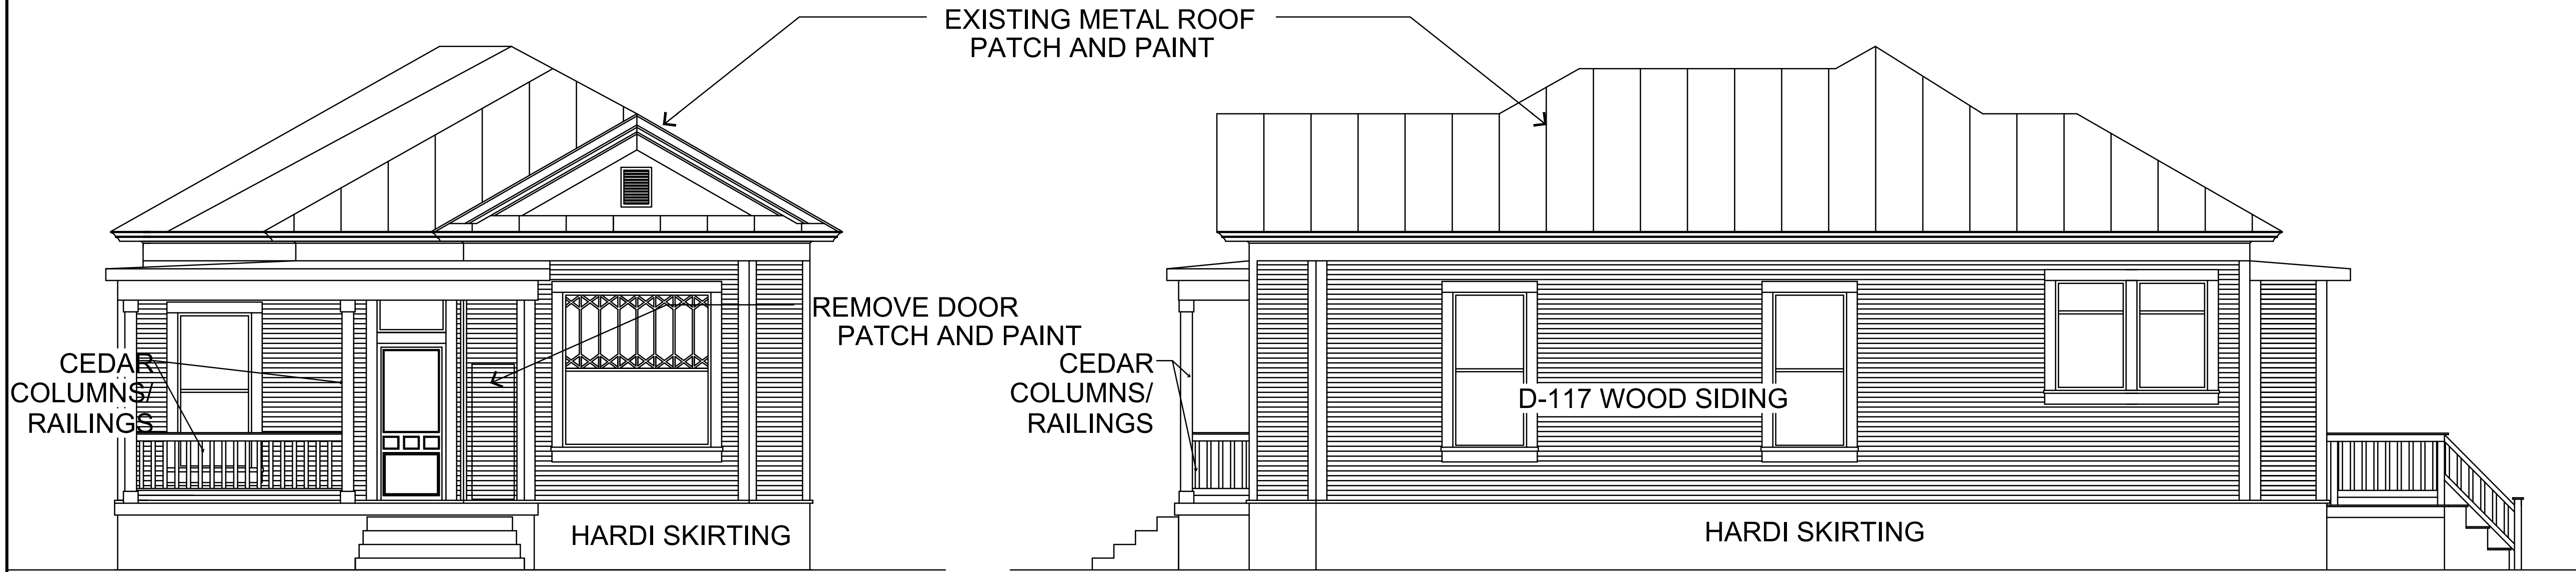 EXISTING METAL ROOF
PATCH AND PAINT
REMOVE DOOR
PATCH AND PAINT
CEDAR
COLUMNS/
RAILINGS
CEDAR
COLUMNS/
RAILINGS
D-117 WOOD SIDING
HARDI SKIRTING
HARDI SKIRTING